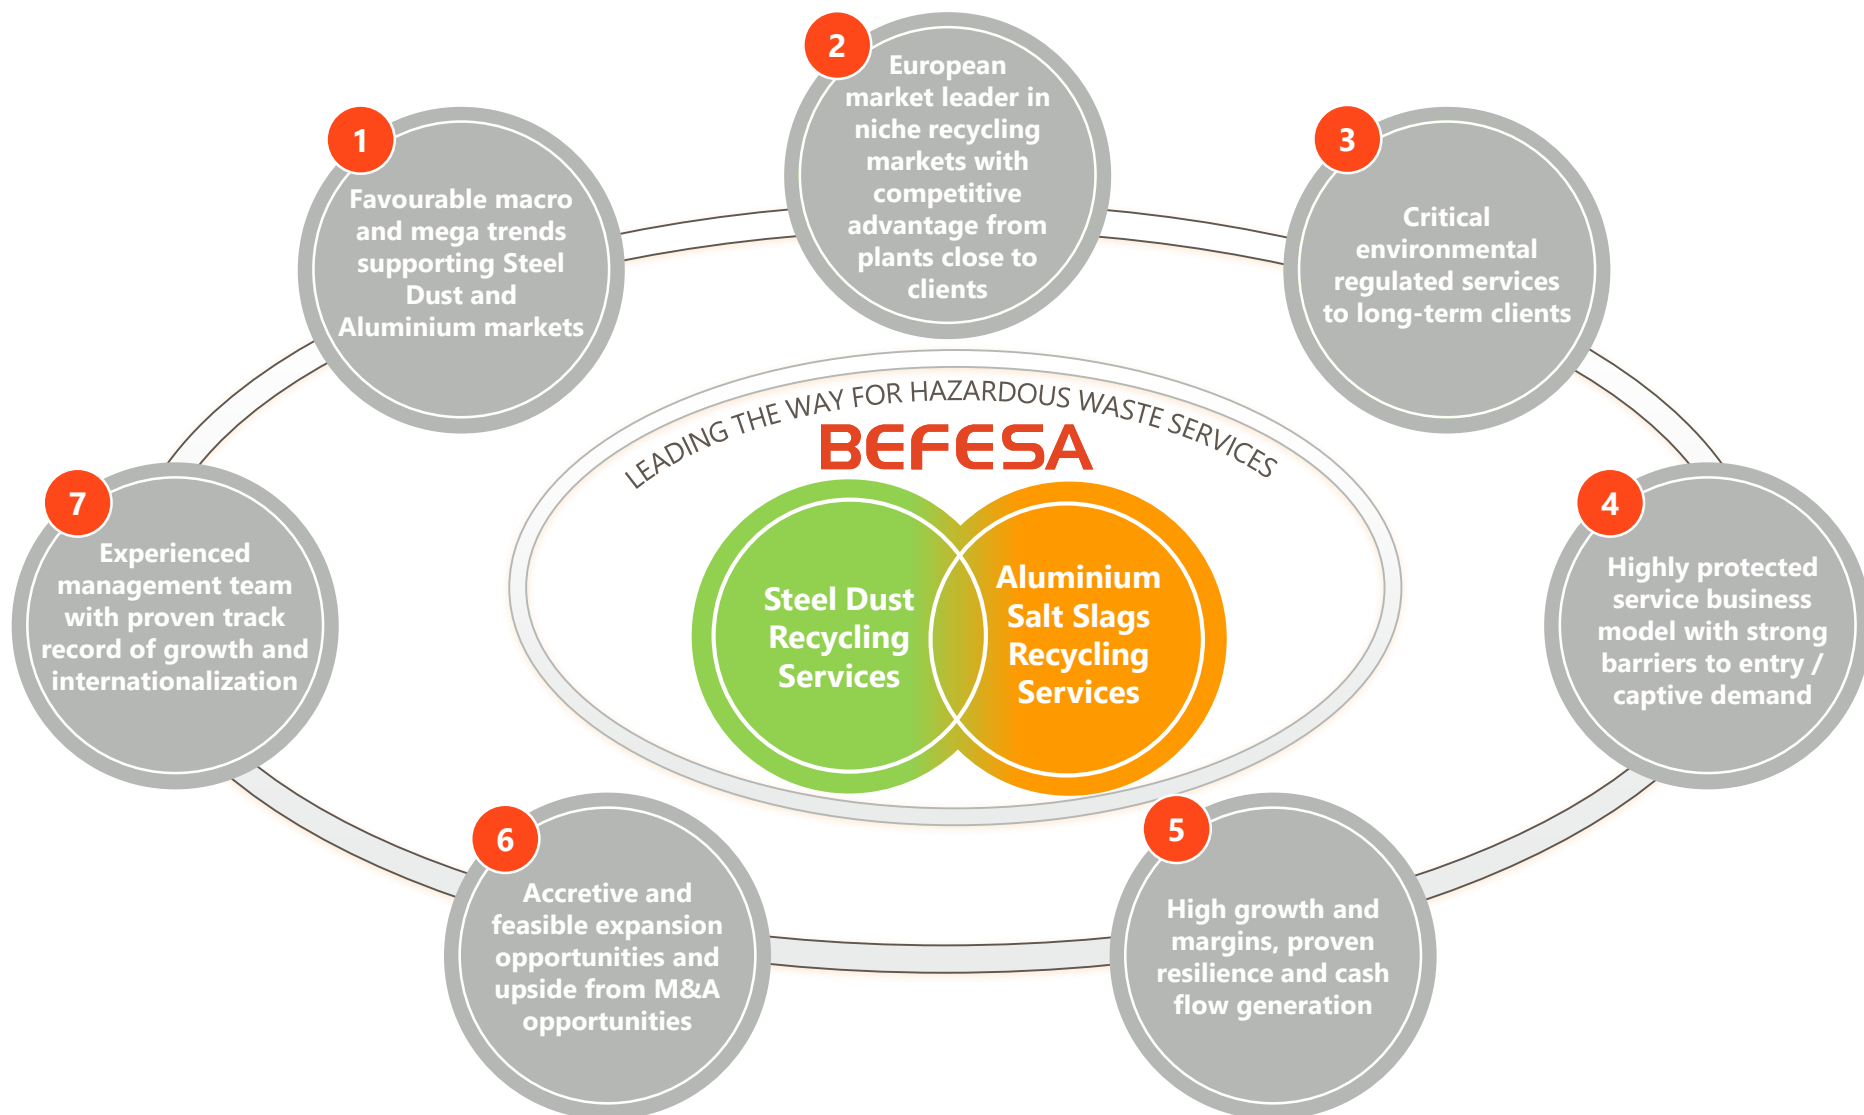 1
Favourable macro
and mega trends
supporting Steel
Dust and
Aluminium markets
2
European
market leader in
niche recycling
markets with
competitive
advantage from
plants close to
clients
3
Critical
environmental
regulated services
to long-term clients
4
Highly protected
service business
model with strong
barriers to entry /
captive demand
5
High growth and
margins, proven
resilience and cash
flow generation
6
Accretive and
feasible expansion
opportunities and
upside from M&A
opportunities
7
Experienced
management team
with proven track
record of growth and
internationalization
LEADING THE WAY FOR HAZARDOUS WASTE SERVICES
BEFESA
Steel Dust
Recycling
Services
Aluminium
Salt Slags
Recycling
Services